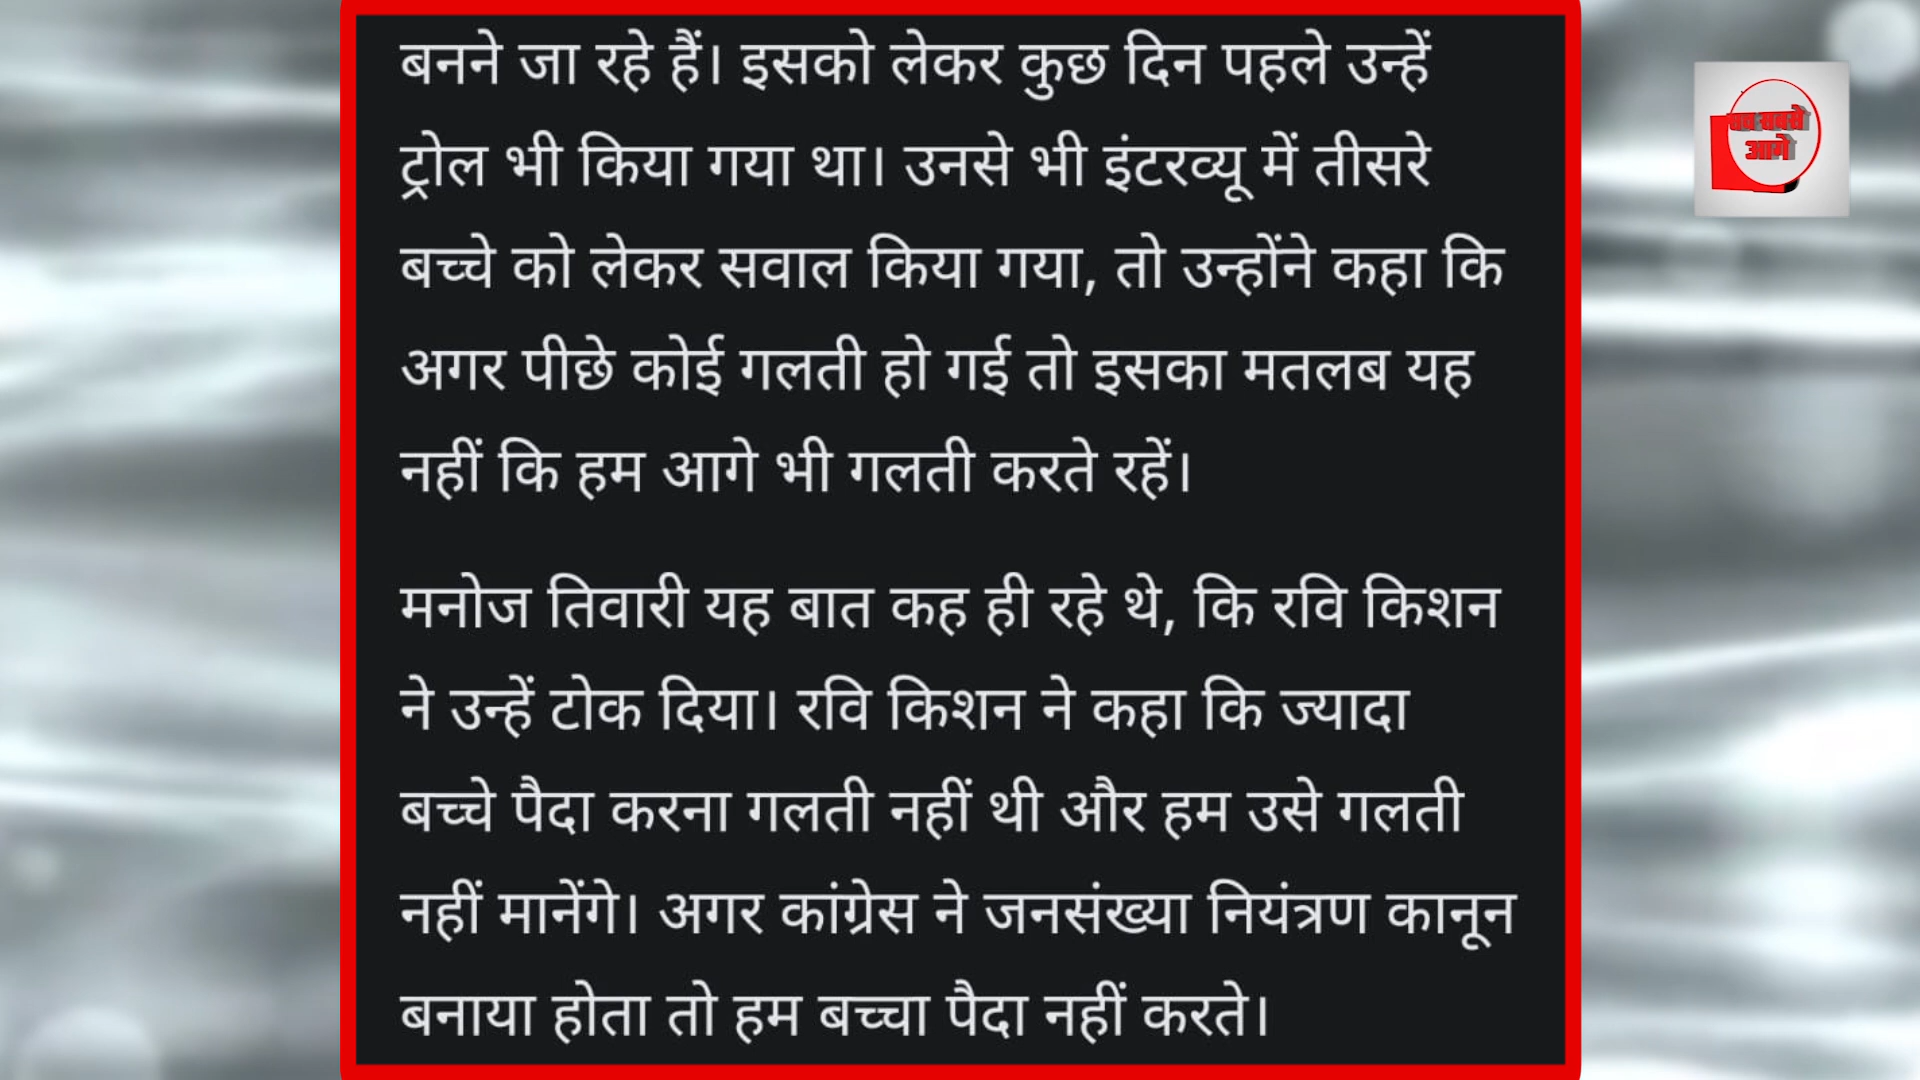 बनने जा रहे हैं। इसको लेकर कुछ दिन पहले उन्हें
ट्रोल भी किया गया था। उनसे भी इंटरव्यू में तीसरे
बच्चे को लेकर सवाल किया गया, तो उन्होंने कहा कि
अगर पीछे कोई गलती हो गई तो इसका मतलब यह
नहीं कि हम आगे भी गलती करते रहें।
मनोज तिवारी यह बात कह ही रहे थे, कि रवि किशन
ने उन्हें टोक दिया। रवि किशन ने कहा कि ज्यादा
बच्चे पैदा करना गलती नहीं थी और हम उसे गलती
नहीं मानेंगे। अगर कांग्रेस ने जनसंख्या नियंत्रण कानून
बनाया होता तो हम बच्चा पैदा नहीं करते।
सबसे
आगे